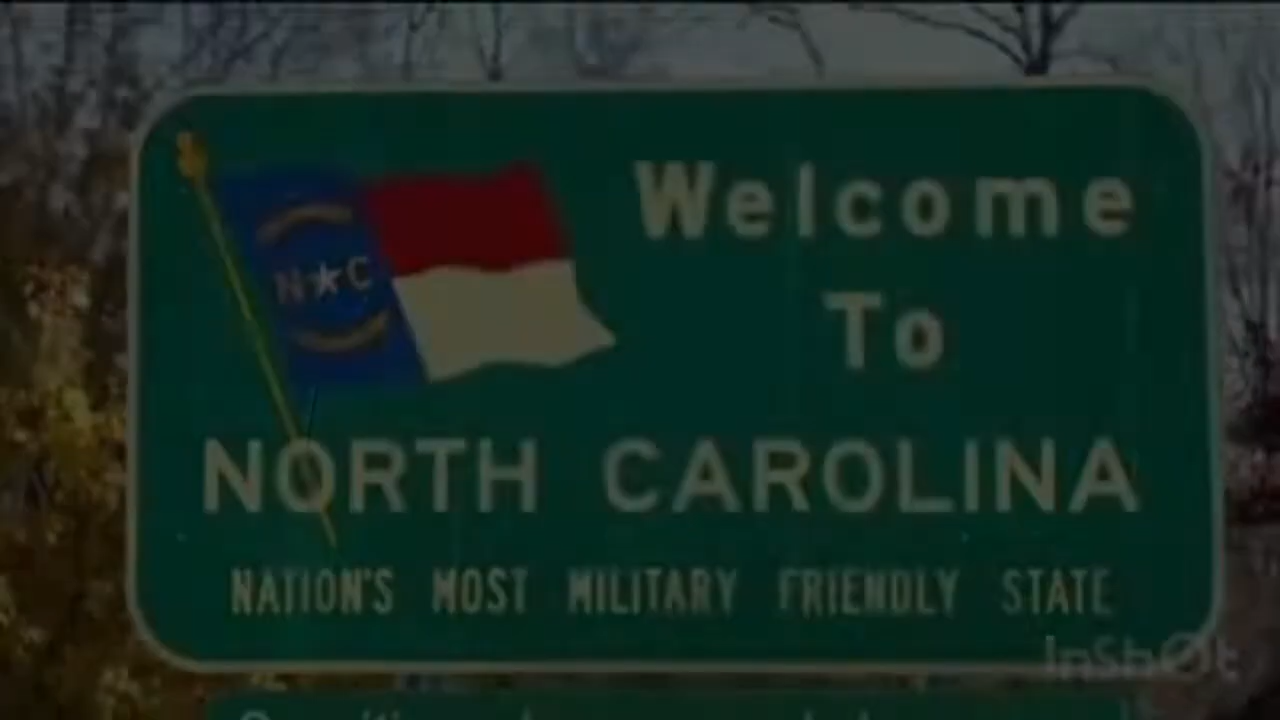 Welcome
To
N★C
NORTH CAROLINA
NATION'S MOST MILITARY FRIENDLY STATE
InShOt